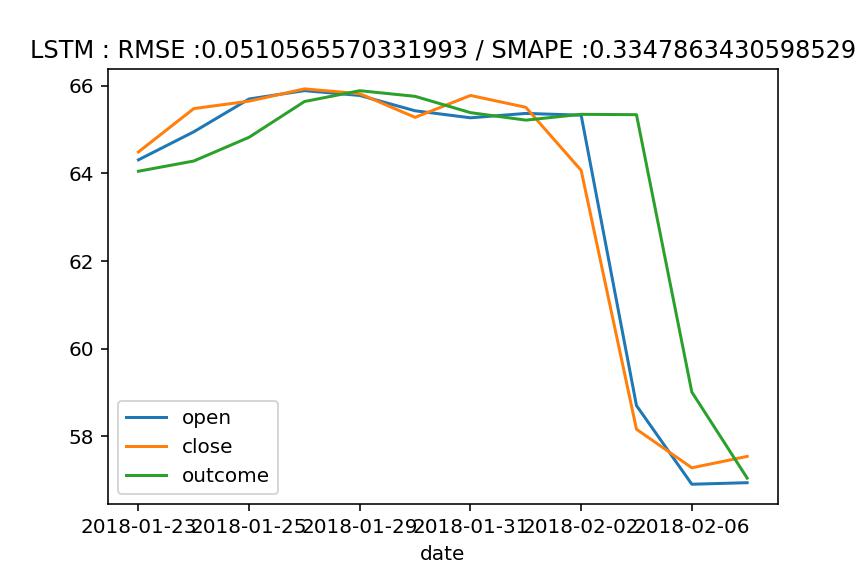 LSTM : RMSE :0.0510565570331993 / SMAPE :0.3347863430598529
66
64
62
60
58
open
close
outcome
2018-01-23 2018-01-25 2018-01-29 2018-01-31 2018-02-02 2018-02-06
date